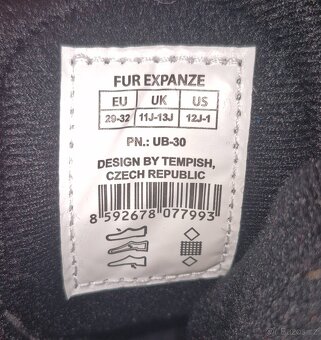 FUR EXPANZE
EU UK US
29-32 11J-13J 12J-1
PN.: UB-30
DESIGN BY TEMPISH,
CZECH REPUBLIC
8 592678 077993